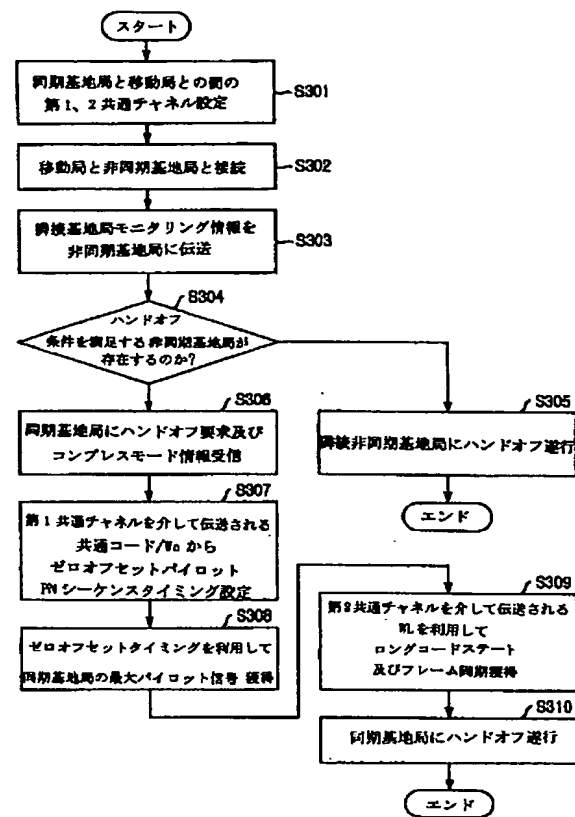 スタート
同期基地局と移動局との間の
第1、2共通チャネル設定
S301
移動局と非同期基地局と接続
S302
隣接基地局モニタリング情報を
非同期基地局に伝送
S303
S304
ハンドオフ
条件を満足する非同期基地局が
存在するのか?
S305
隣接非同期基地局にハンドオフ遂行
エンド
S306
同期基地局にハンドオフ要求及び
コンプレスモード情報受信
S307
第1共通チャネルを介して伝送される
共通コード/Wnから
ゼロオフセットパイロット
PNシーケンスタイミング設定
S308
ゼロオフセットタイミングを利用して
同期基地局の最大パイロット信号 獲得
S309
第2共通チャネルを介して伝送される
を利用して
ロングコードステート
及びフレーム同期獲得
S310
同期基地局にハンドオフ遂行
エンド